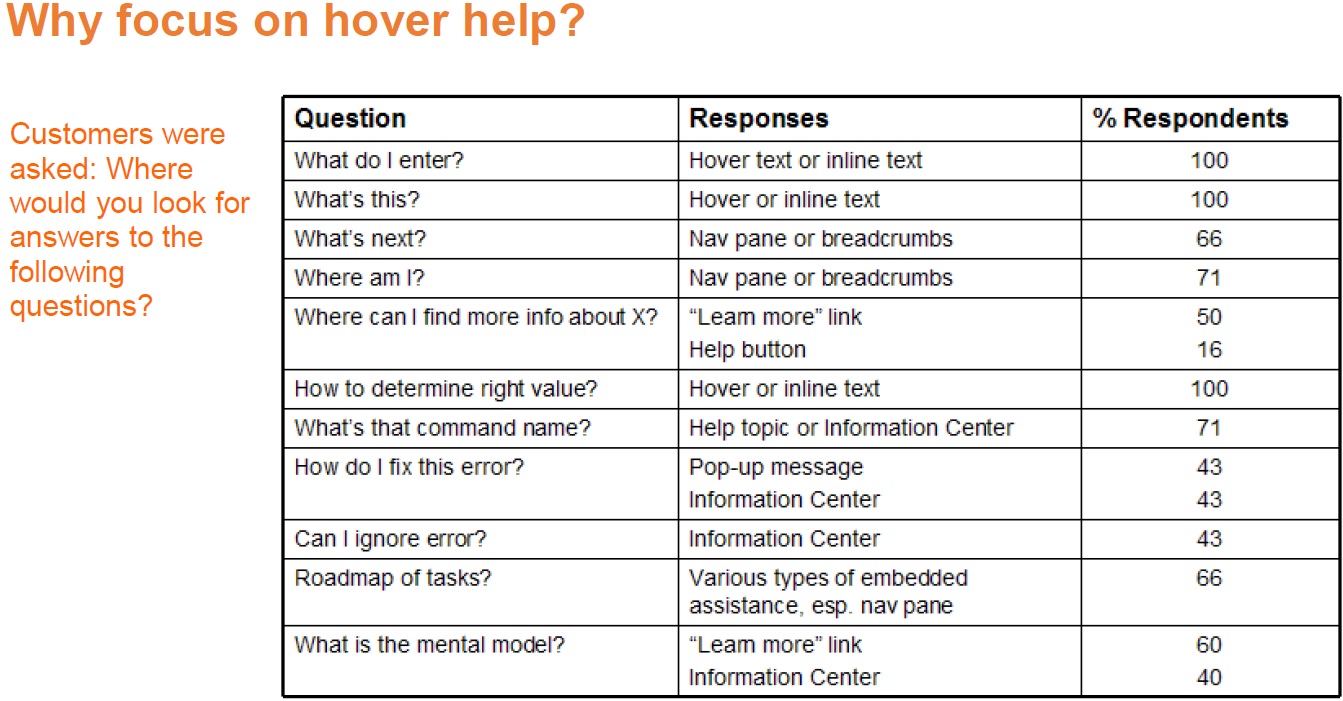 Why focus on hover help?
Customers were
asked: Where
would you look for
answers to the
following
questions?
Question Responses % Respondents
What do I enter? Hover text or inline text 100
What's this? Hover or inline text 100
What's next? Nav pane or breadcrumbs 66
Where am I? Nav pane or breadcrumbs 71
Where can I find more info about X? “Learn more” link 50
Help button 16
How to determine right value? Hover or inline text 100
What's that command name? Help topic or Information Center 71
How do I fix this error? Pop-up message 43
Information Center 43
Can I ignore error? Information Center 43
Roadmap of tasks? Various types of embedded 66
assistance, esp. nav pane
What is the mental model? “Learn more” link 60
Information Center 40